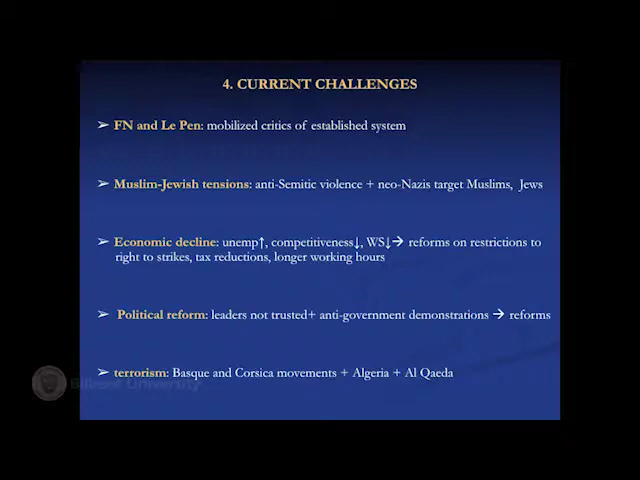 4. CURRENT CHALLENGES
➢ FN and Le Pen: mobilized critics of established system
➢ Muslim-Jewish tensions: anti-Semitic violence + neo-Nazis target Muslims, Jews
➢ Economic decline: unemp↑, competitiveness↓, WS↓→ reforms on restrictions to
right to strikes, tax reductions, longer working hours
➢ Political reform: leaders not trusted+ anti-government demonstrations → reforms
➢ terrorism: Basque and Corsica movements + Algeria + Al Qaeda
Bilkent University